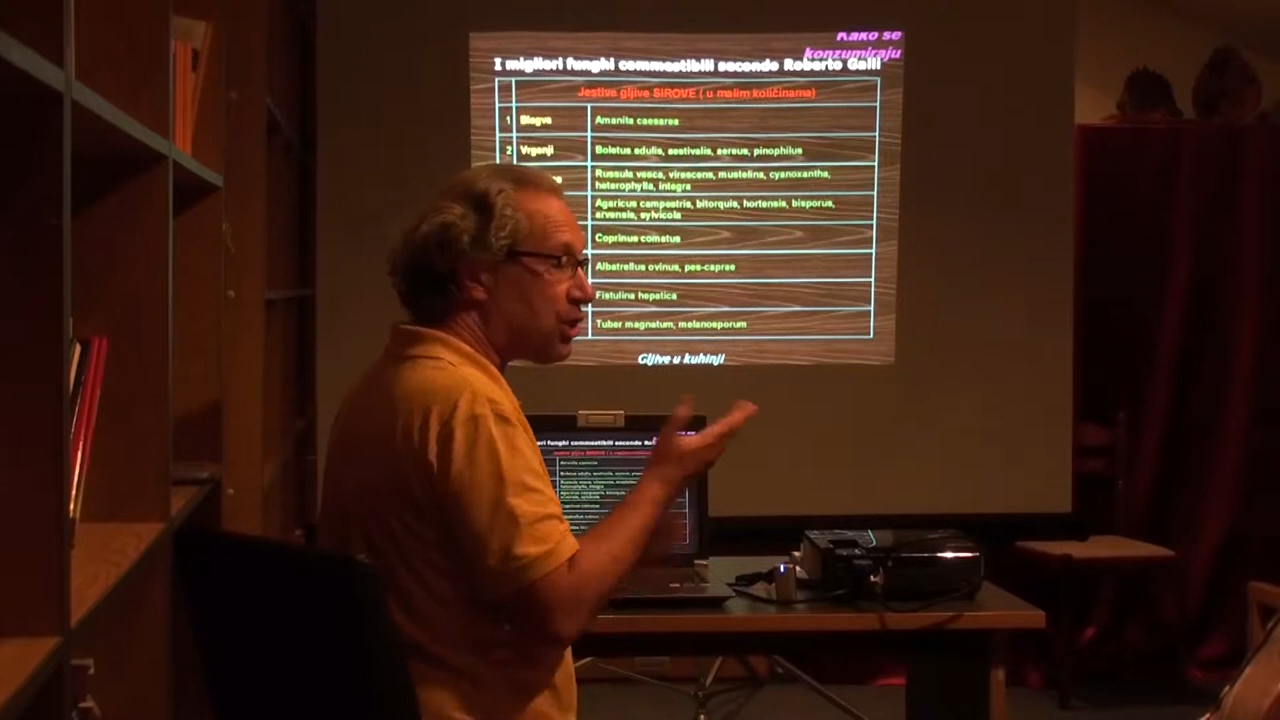 Kako se
konzumiraju
I migliori funghi commestibili secondo Roberto Galli
Jestive gljive SIROVE ( u malim količinama)
1 Blagva Amanita caesarea
2 Vrganji Boletus edulis, aestivalis, aereus, pinophilus
Russula vesca, virescens, mustelina, cyanoxantha,
heterophylla, integra
Agaricus campestris, bitorquis, hortensis, bisporus,
arvensis, sylvicola
Coprinus comatus
Albatrellus ovinus, pes-caprae
Fistulina hepatica
Tuber magnatum, melanosporum
Gljive u kuhinji